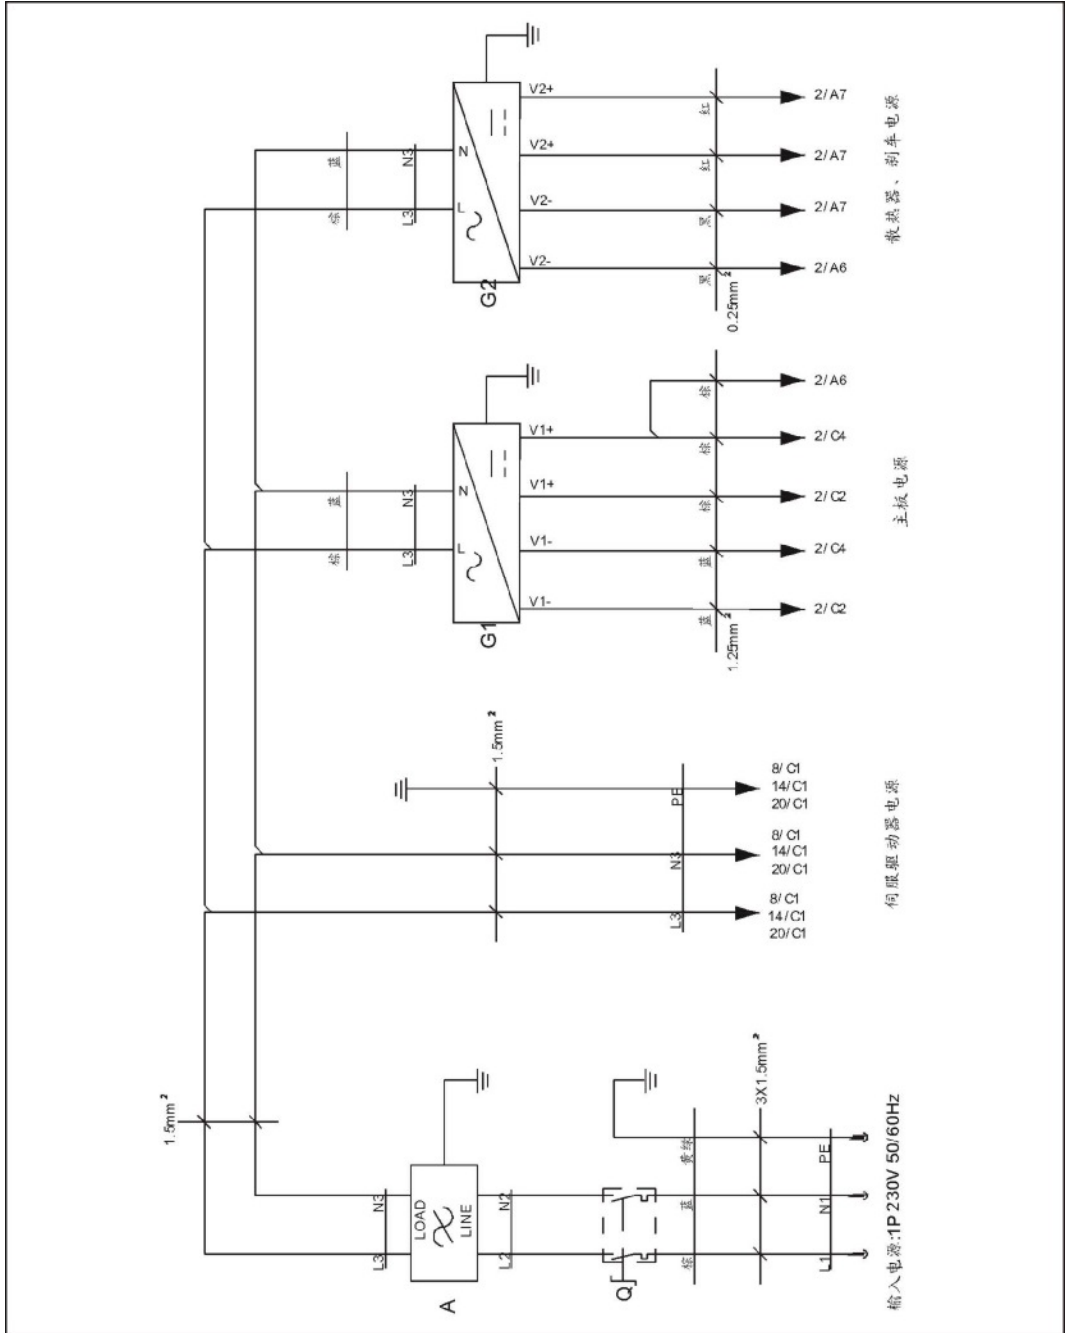 1.5mm²
L3
N3
LOAD
LINE
A
L2
N2
Q
棕
蓝
黄绿
3X1.5mm²
L1
N1
PE
输入电源:1P 230V 50/60Hz
1.5mm²
L3
N3
PE
8/C1
14/C1
20/C1
8/C1
14/C1
20/C1
8/C1
14/C1
20/C1
伺服驱动器电源
棕
蓝
L3
N3
L
N
G1
V1-
V1-
V1+
V1+
蓝
蓝
棕
棕
棕
1.25mm²
2/C2
2/C4
2/C2
2/C4
2/A6
主板电源
棕
蓝
L3
N3
L
N
G2
V2-
V2-
V2+
V2+
黑
黑
红
红
0.25mm²
2/A6
2/A7
2/A7
2/A7
散热器、刹车电源